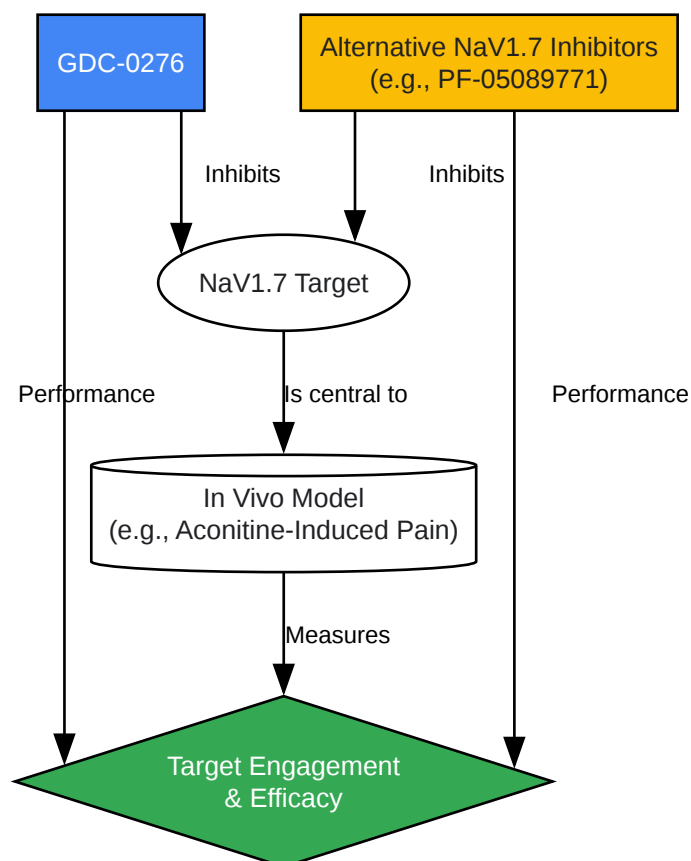 GDC-0276
Alternative NaV1.7 Inhibitors
(e.g., PF-05089771)
Inhibits
Inhibits
NaV1.7 Target
Performance
Is central to
Performance
In Vivo Model
(e.g., Aconitine-Induced Pain)
Measures
Target Engagement
& Efficacy